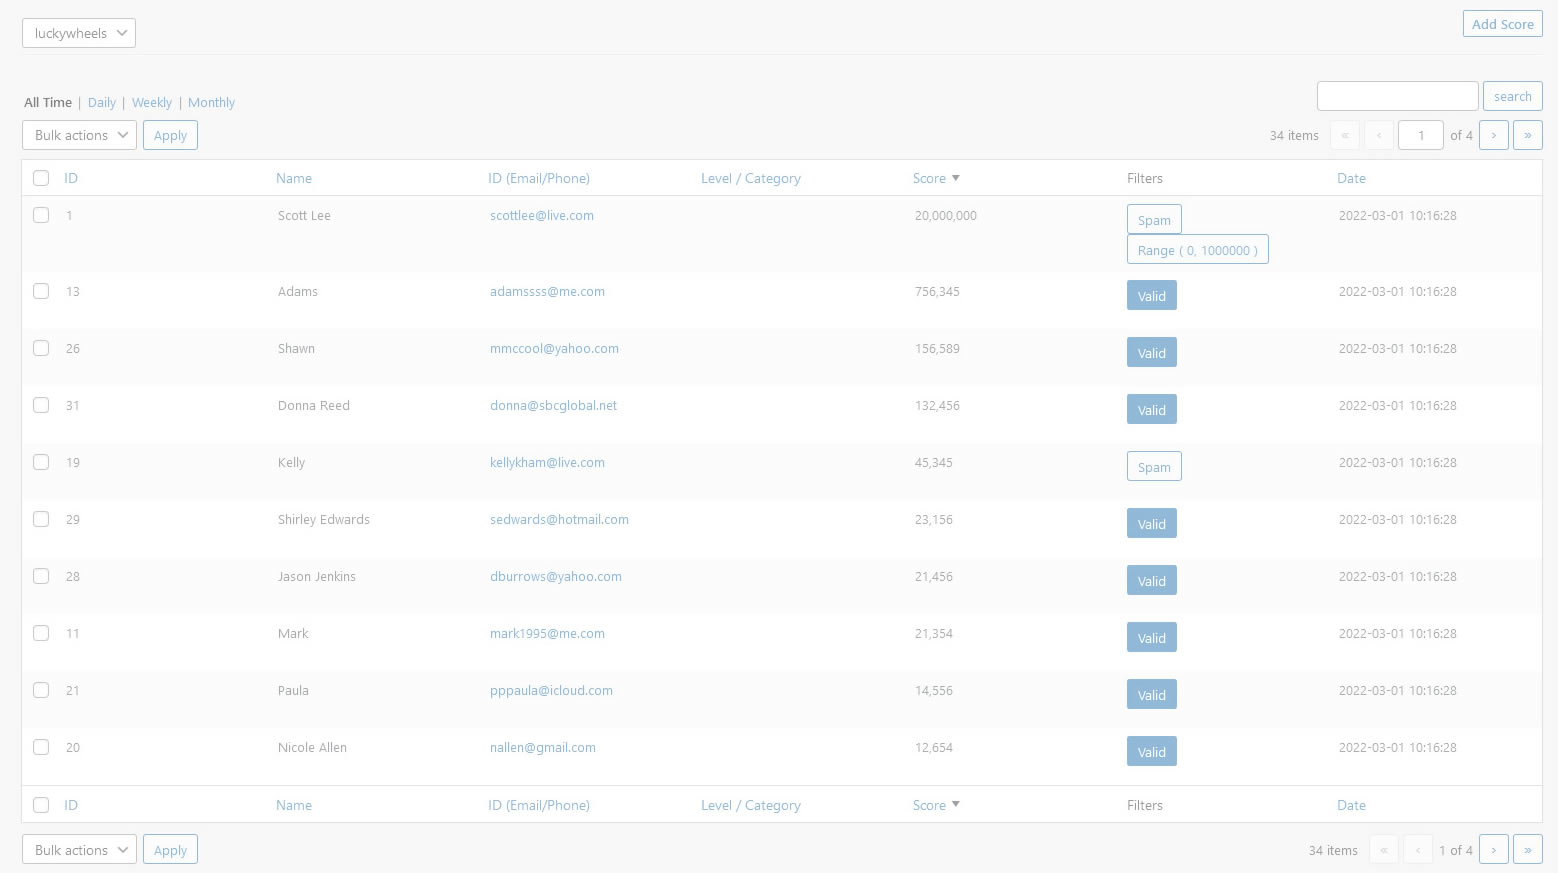 luckywheels
Add Score
All Time | Daily | Weekly | Monthly
search
Bulk actions Apply
34 items « ‹ 1 of 4 › »
ID Name ID (Email/Phone) Level / Category Score Filters Date
1 Scott Lee scottlee@live.com 20,000,000 Spam 2022-03-01 10:16:28
Range ( 0, 1000000 )
13 Adams adamssss@me.com 756,345 Valid 2022-03-01 10:16:28
26 Shawn mmccool@yahoo.com 156,589 Valid 2022-03-01 10:16:28
31 Donna Reed donna@sbcglobal.net 132,456 Valid 2022-03-01 10:16:28
19 Kelly kellykham@live.com 45,345 Spam 2022-03-01 10:16:28
29 Shirley Edwards sedwards@hotmail.com 23,156 Valid 2022-03-01 10:16:28
28 Jason Jenkins dburrows@yahoo.com 21,456 Valid 2022-03-01 10:16:28
11 Mark mark1995@me.com 21,354 Valid 2022-03-01 10:16:28
21 Paula pppaula@icloud.com 14,556 Valid 2022-03-01 10:16:28
20 Nicole Allen nallen@gmail.com 12,654 Valid 2022-03-01 10:16:28
ID Name ID (Email/Phone) Level / Category Score Filters Date
Bulk actions Apply
34 items « ‹ 1 of 4 › »